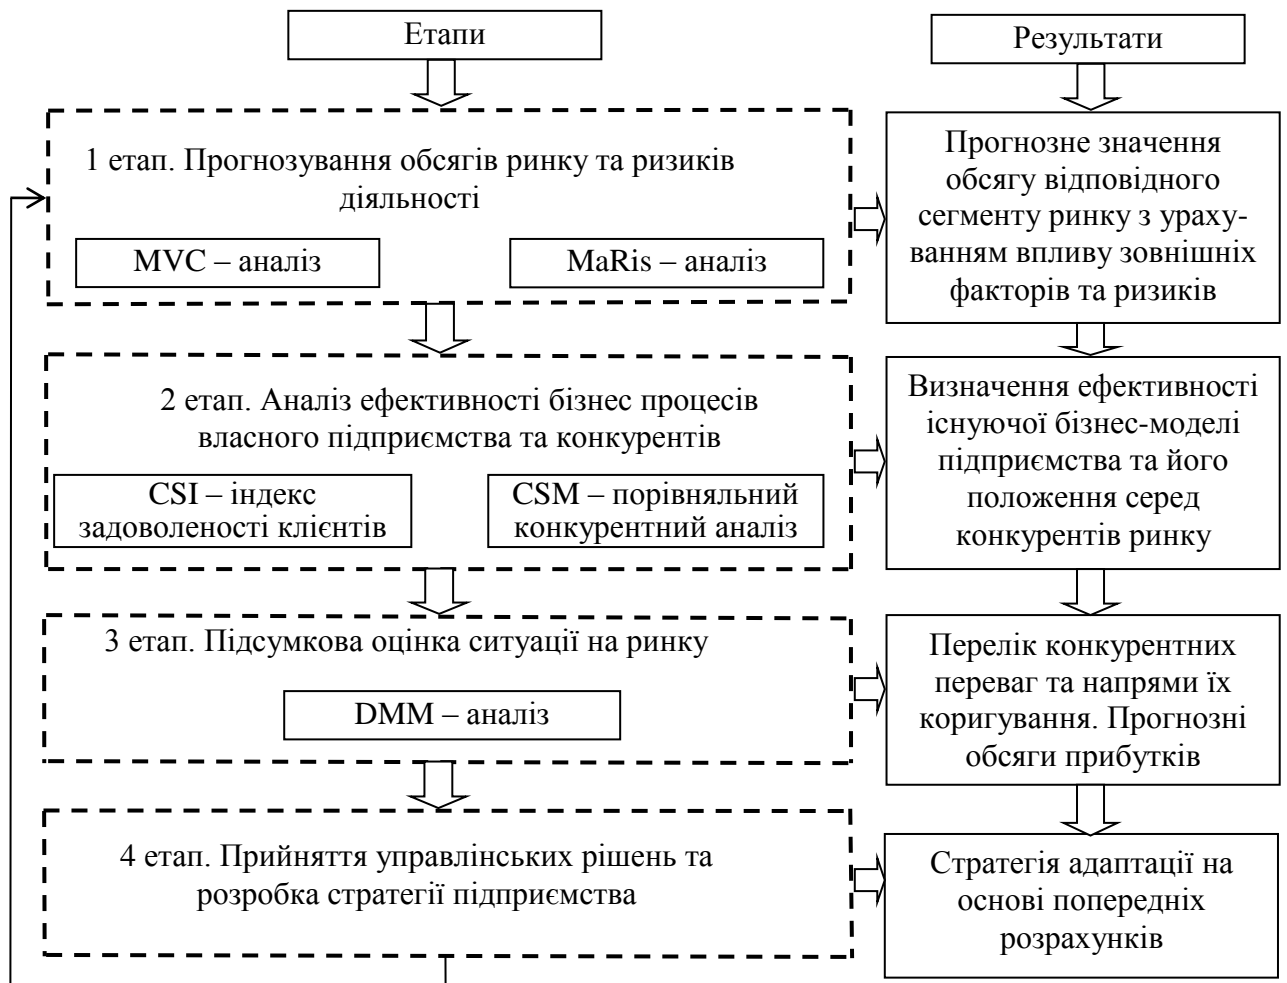 Етапи
Результати
1 етап. Прогнозування обсягів ринку та ризиків
діяльності
MVC – аналіз
MaRis – аналіз
Прогнозне значення
обсягу відповідного
сегменту ринку з ураху-
ванням впливу зовнішніх
факторів та ризиків
2 етап. Аналіз ефективності бізнес процесів
власного підприємства та конкурентів
CSI – індекс
задоволеності клієнтів
CSM – порівняльний
конкурентний аналіз
Визначення ефективності
існуючої бізнес-моделі
підприємства та його
положення серед
конкурентів ринку
3 етап. Підсумкова оцінка ситуації на ринку
DMM – аналіз
Перелік конкурентних
переваг та напрями їх
коригування. Прогнозні
обсяги прибутків
4 етап. Прийняття управлінських рішень та
розробка стратегії підприємства
Стратегія адаптації на
основі попередніх
розрахунків